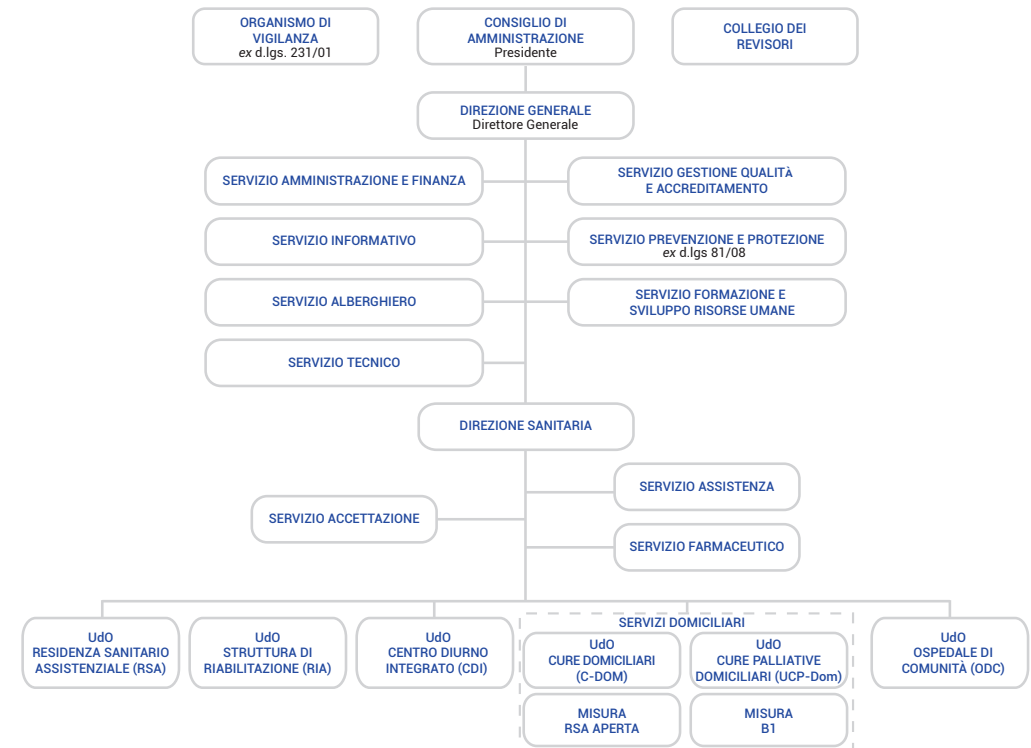 ORGANISMO DI
VIGILANZA
ex d.lgs. 231/01
CONSIGLIO DI
AMMINISTRAZIONE
Presidente
COLLEGIO DEI
REVISORI
DIREZIONE GENERALE
Direttore Generale
SERVIZIO AMMINISTRAZIONE E FINANZA
SERVIZIO GESTIONE QUALITÀ
E ACCREDITAMENTO
SERVIZIO INFORMATIVO
SERVIZIO PREVENZIONE E PROTEZIONE
ex d.lgs 81/08
SERVIZIO ALBERGHIERO
SERVIZIO FORMAZIONE E
SVILUPPO RISORSE UMANE
SERVIZIO TECNICO
DIREZIONE SANITARIA
SERVIZIO ASSISTENZA
SERVIZIO ACCETTAZIONE
SERVIZIO FARMACEUTICO
UdO
RESIDENZA SANITARIO
ASSISTENZIALE (RSA)
UdO
STRUTTURA DI
RIABILITAZIONE (RIA)
UdO
CENTRO DIURNO
INTEGRATO (CDI)
SERVIZI DOMICILIARI
UdO
CURE DOMICILIARI
(C-DOM)
UdO
CURE PALLIATIVE
DOMICILIARI (UCP-Dom)
MISURA
RSA APERTA
MISURA
B1
UdO
OSPEDALE DI
COMUNITÀ (ODC)